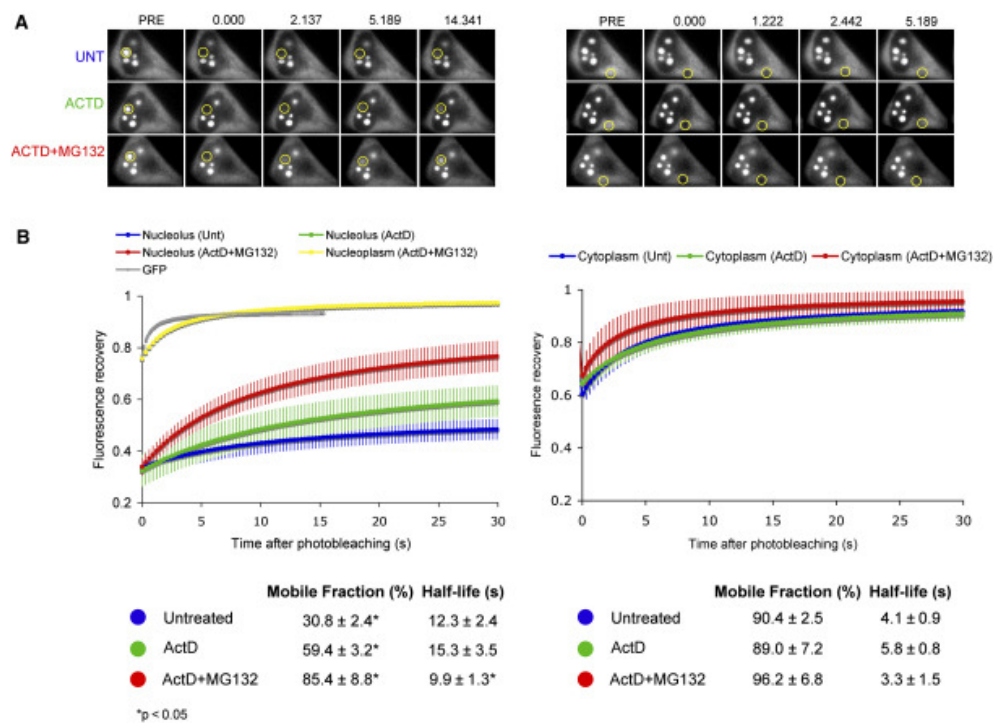 A
PRE 0.000 2.137 5.189 14.341
PRE 0.000 1.222 2.442 5.189
UNT
ACTD
ACTD+MG132
B
Nucleolus (Unt) Nucleolus (ActD)
Nucleolus (ActD+MG132) Nucleoplasm (ActD+MG132)
GFP
Fluorescence recovery
1
0.8
0.6
0.4
0.2
0 5 10 15 20 25 30
Time after photobleaching (s)
Cytoplasm (Unt) Cytoplasm (ActD) Cytoplasm (ActD+MG132)
Fluoresence recovery
1
0.8
0.6
0.4
0.2
0 5 10 15 20 25 30
Time after photobleaching (s)
Mobile Fraction (%) Half-life (s)
Untreated 30.8 ± 2.4* 12.3 ± 2.4
ActD 59.4 ± 3.2* 15.3 ± 3.5
ActD+MG132 85.4 ± 8.8* 9.9 ± 1.3*
*p < 0.05
Mobile Fraction (%) Half-life (s)
Untreated 90.4 ± 2.5 4.1 ± 0.9
ActD 89.0 ± 7.2 5.8 ± 0.8
ActD+MG132 96.2 ± 6.8 3.3 ± 1.5